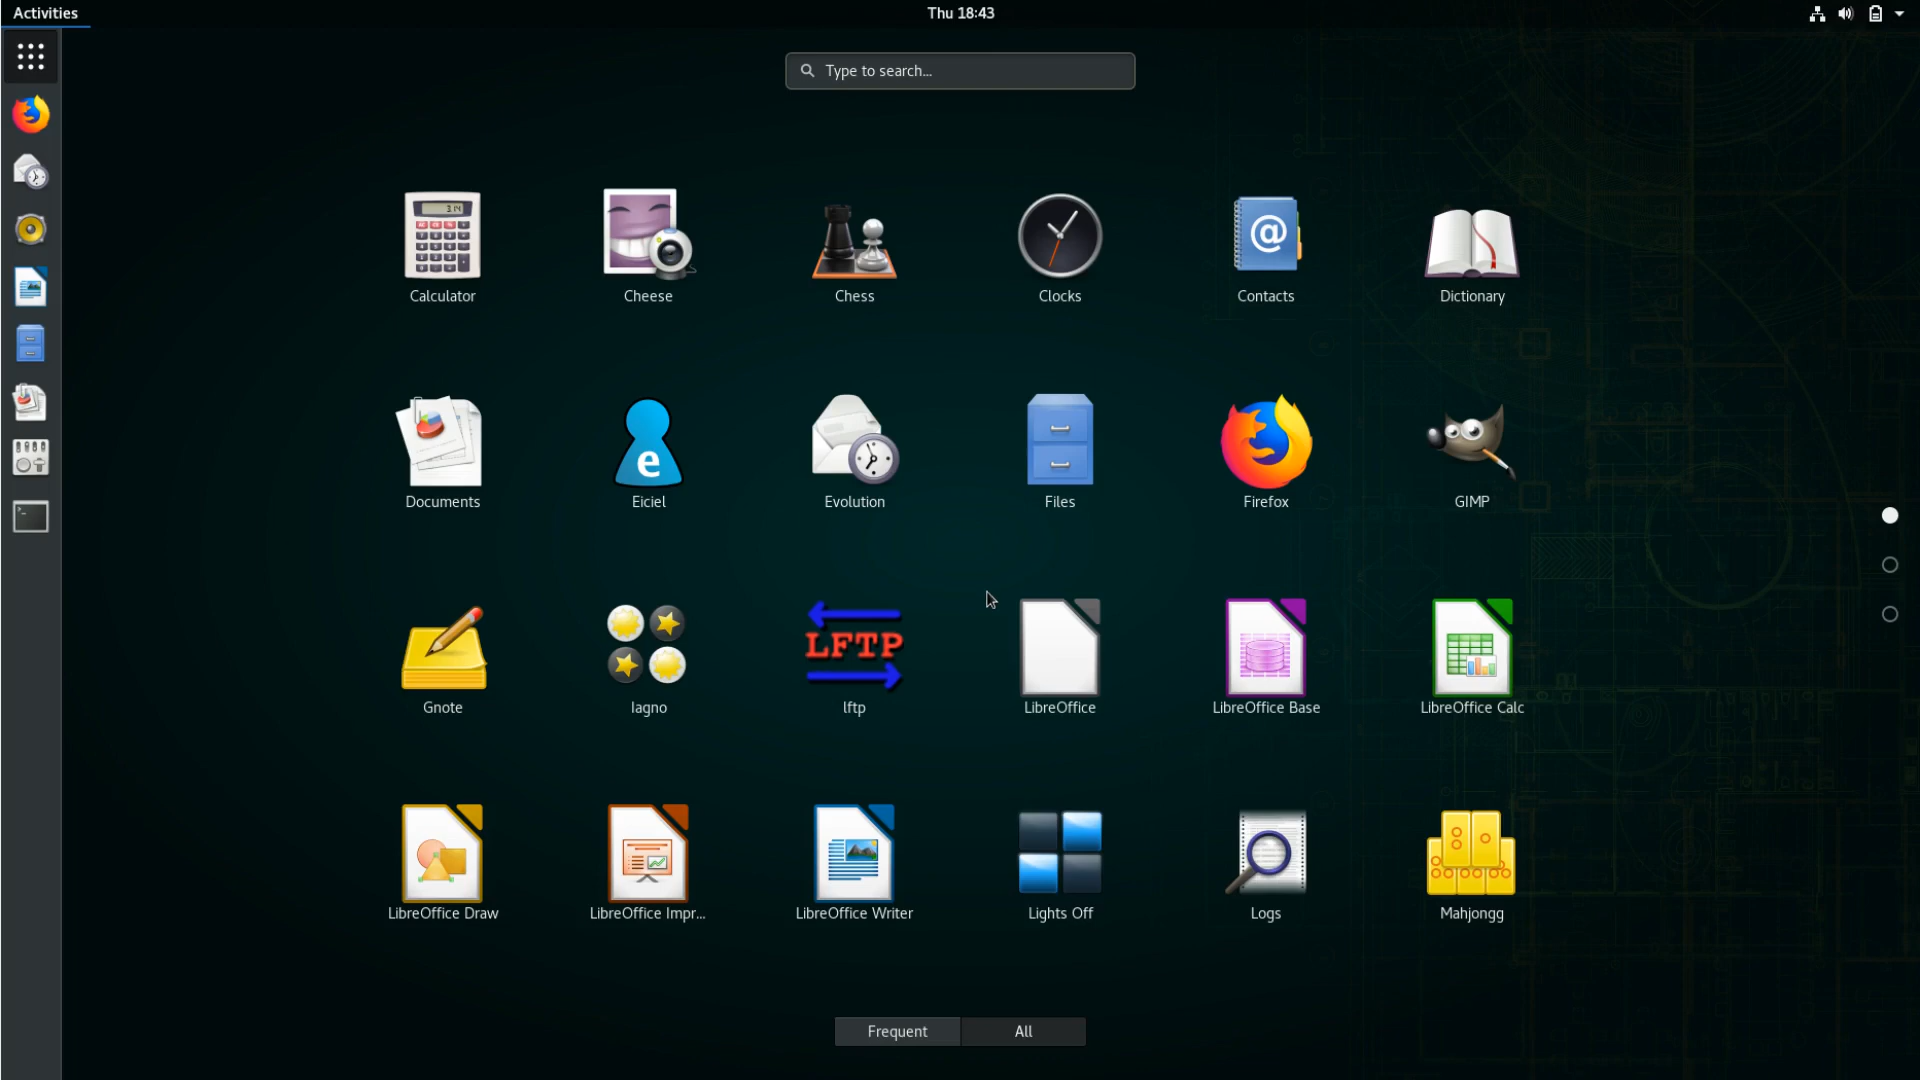 Activities
Thu 18:43
Type to search...
3.14
Calculator
Cheese
Chess
Clocks
@
Contacts
Dictionary
Documents
e
Eiciel
Evolution
Files
Firefox
GIMP
Gnote
Iagno
LFTP
lftp
LibreOffice
LibreOffice Base
LibreOffice Calc
LibreOffice Draw
LibreOffice Impr...
LibreOffice Writer
Lights Off
Logs
Mahjongg
Frequent
All